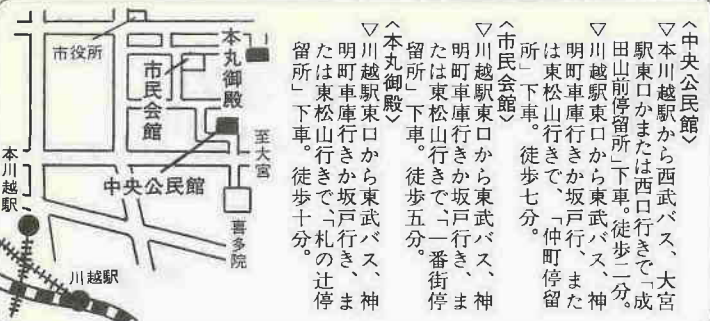 〈中央公民館〉
▽本川越駅から西武バス、大宮
駅東口かまたは西口行きで「成
田山前停留所」下車。徒歩二分。
▽川越駅東口から東武バス、神
明町車庫行きか坂戸行、また
は東松山行きで、「仲町停留
所」下車。徒歩七分。
〈市民会館〉
▽川越駅東口から東武バス、神
明町車庫行きか坂戸行き、ま
たは東松山行きで、「一番街停
留所」下車。徒歩五分。
〈本丸御殿〉
▽川越駅東口から東武バス、神
明町車庫行きか坂戸行き、ま
たは東松山行きで、「札の辻停
留所」下車。徒歩十分。
本丸御殿
市役所
市民会館
至大宮
中央公民館
喜多院
本川越駅
川越駅